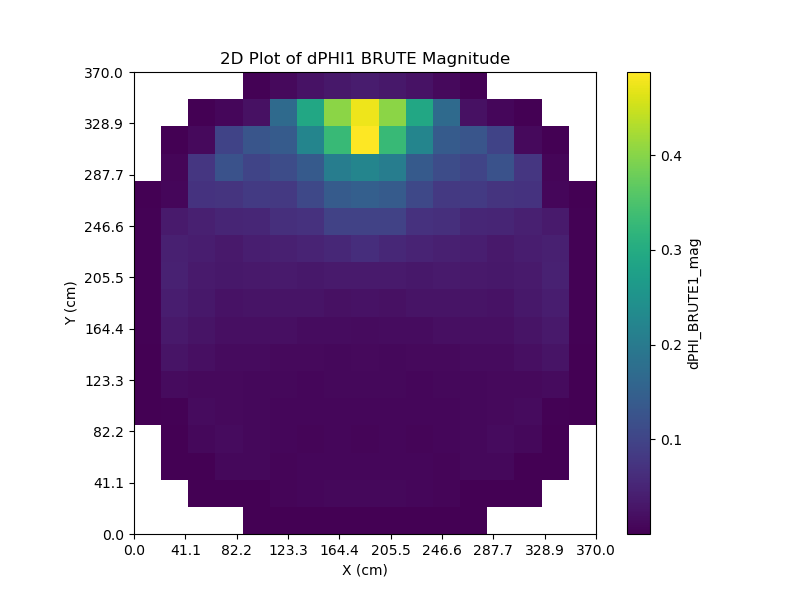 2D Plot of dPHI1 BRUTE Magnitude
370.0
328.9
287.7
246.6
205.5
164.4
123.3
82.2
41.1
0.0
Y (cm)
0.0 41.1 82.2 123.3 164.4 205.5 246.6 287.7 328.9 370.0
X (cm)
0.4
0.3
0.2
0.1
dPHI_BRUTE1_mag